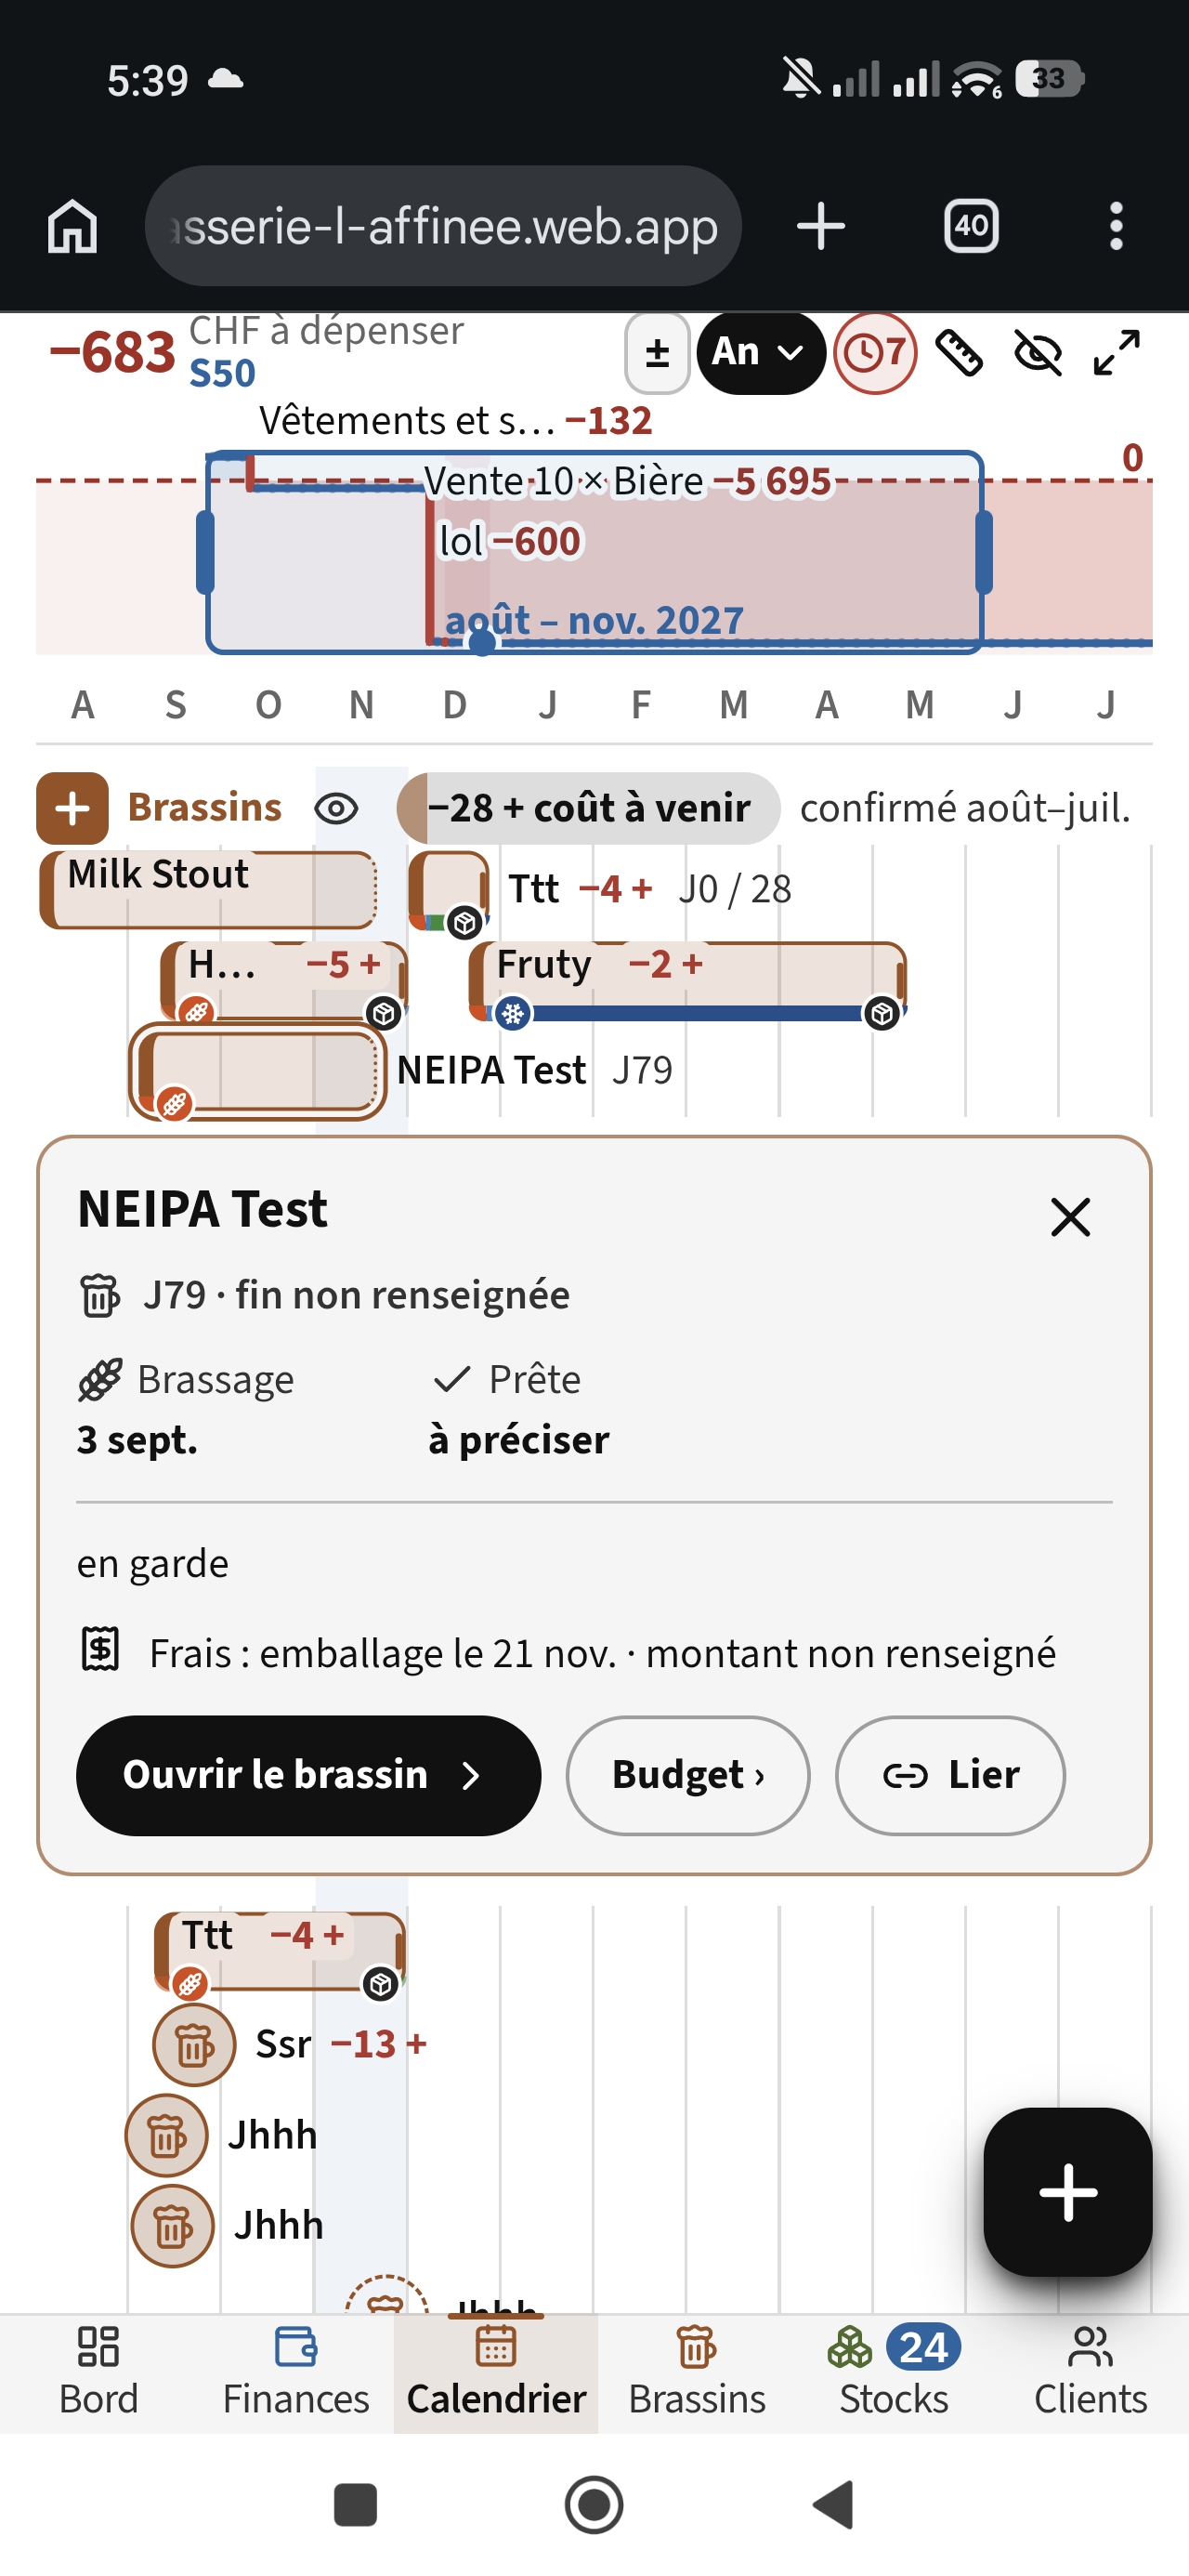 5:39
6
33
asserie-l-affinee.web.app
40
−683 CHF à dépenser
S50
± An 7
Vêtements et s… −132
0
Vente 10 × Bière −5 695
lol −600
août – nov. 2027
A S O N D J F M A M J J
Brassins −28 + coût à venir confirmé août–juil.
Milk Stout
Ttt −4 + J0 / 28
H… −5 +
Fruty −2 +
NEIPA Test J79
NEIPA Test
J79 · fin non renseignée
Brassage Prête
3 sept. à préciser
en garde
Frais : emballage le 21 nov. · montant non renseigné
Ouvrir le brassin Budget › Lier
Ttt −4 +
Ssr −13 +
Jhhh
Jhhh
Jhhh
24
Bord Finances Calendrier Brassins Stocks Clients